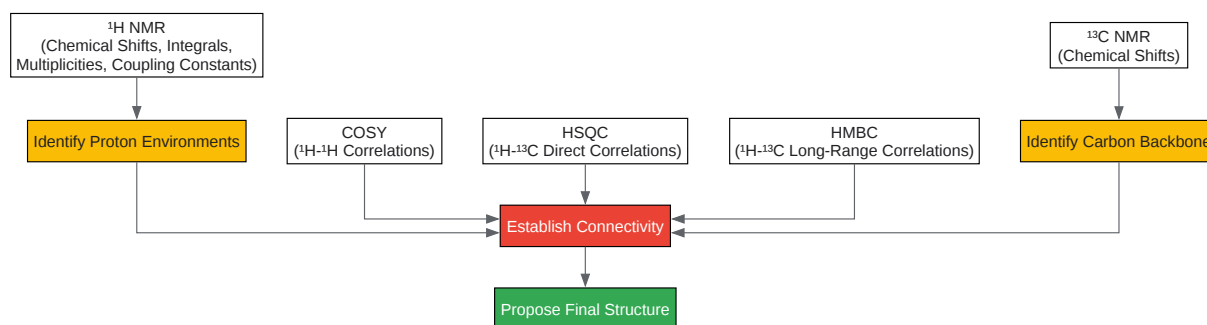 ¹H NMR
(Chemical Shifts, Integrals,
Multiplicities, Coupling Constants)
¹³C NMR
(Chemical Shifts)
Identify Proton Environments
COSY
(¹H-¹H Correlations)
HSQC
(¹H-¹³C Direct Correlations)
HMBC
(¹H-¹³C Long-Range Correlations)
Identify Carbon Backbone
Establish Connectivity
Propose Final Structure